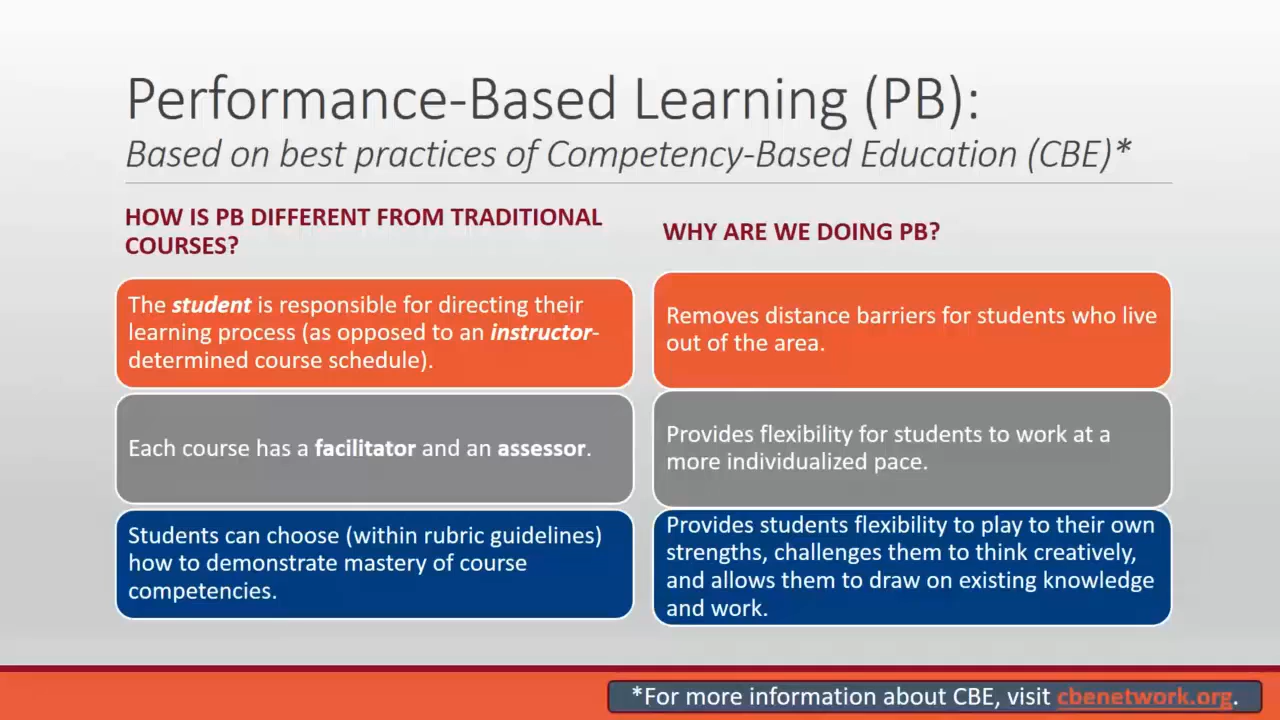 Performance-Based Learning (PB):
Based on best practices of Competency-Based Education (CBE)*
HOW IS PB DIFFERENT FROM TRADITIONAL
COURSES?
The student is responsible for directing their
learning process (as opposed to an instructor-
determined course schedule).
Each course has a facilitator and an assessor.
Students can choose (within rubric guidelines)
how to demonstrate mastery of course
competencies.
WHY ARE WE DOING PB?
Removes distance barriers for students who live
out of the area.
Provides flexibility for students to work at a
more individualized pace.
Provides students flexibility to play to their own
strengths, challenges them to think creatively,
and allows them to draw on existing knowledge
and work.
*For more information about CBE, visit cbenetwork.org.